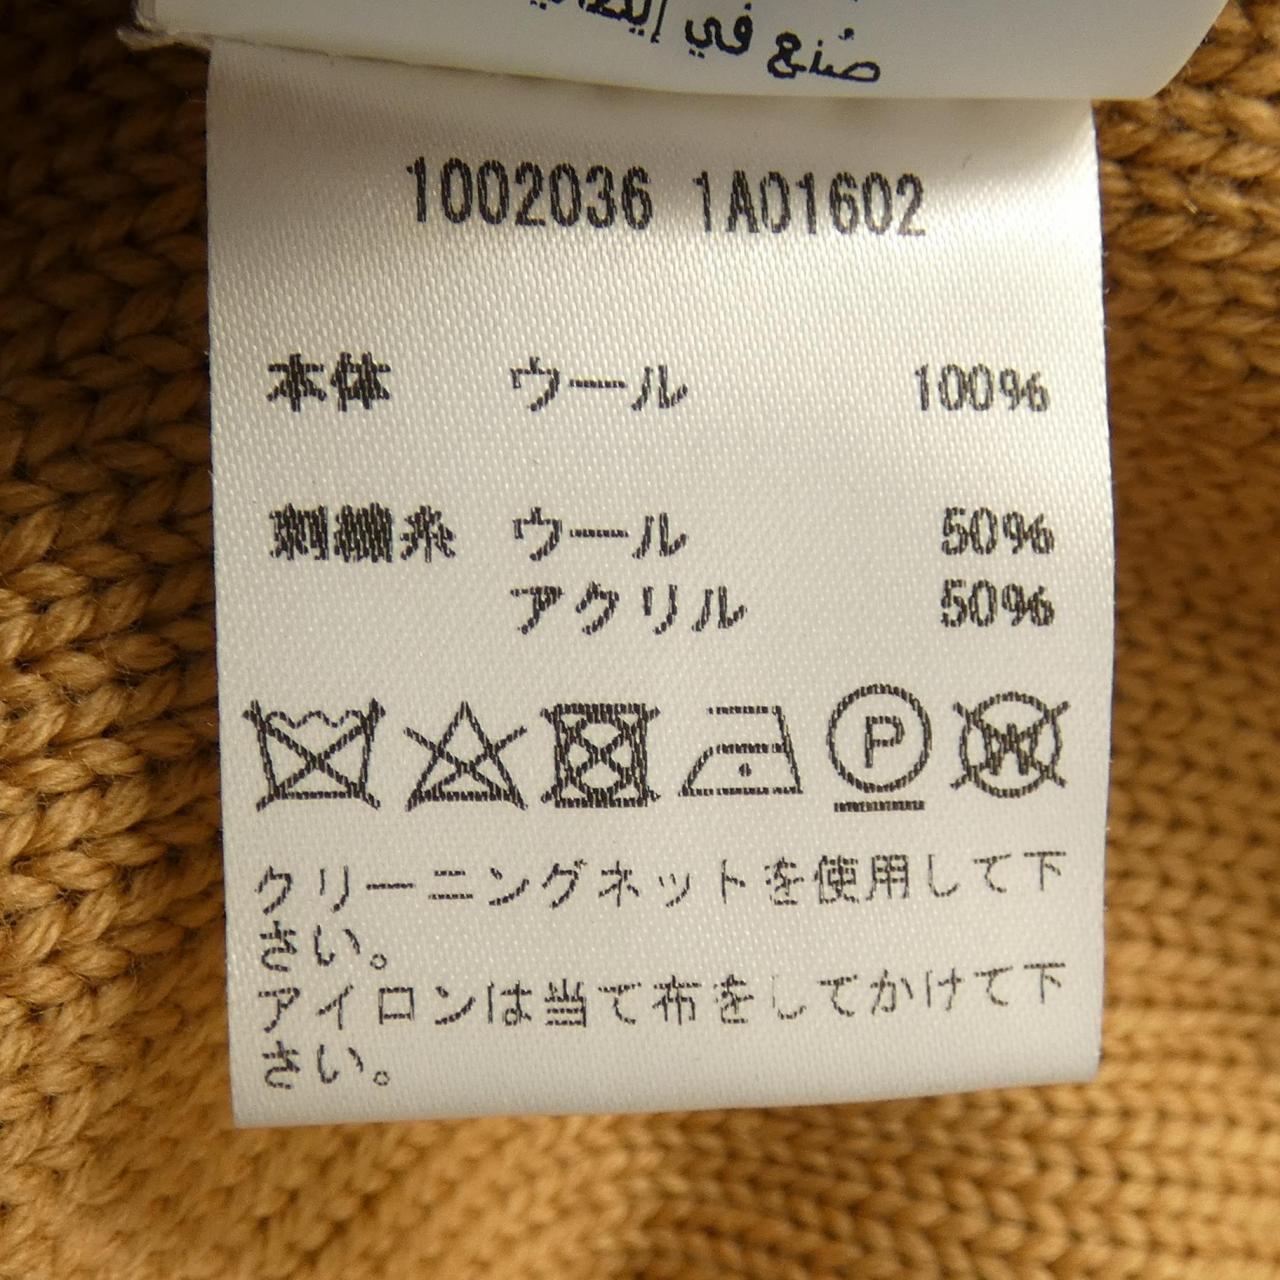 صُنع في إيطاليا
1002036 1A01602
本体 ウール 100%
刺繍糸 ウール 50%
アクリル 50%
P W
クリーニングネットを使用して下
さい。
アイロンは当て布をしてかけて下
さい。